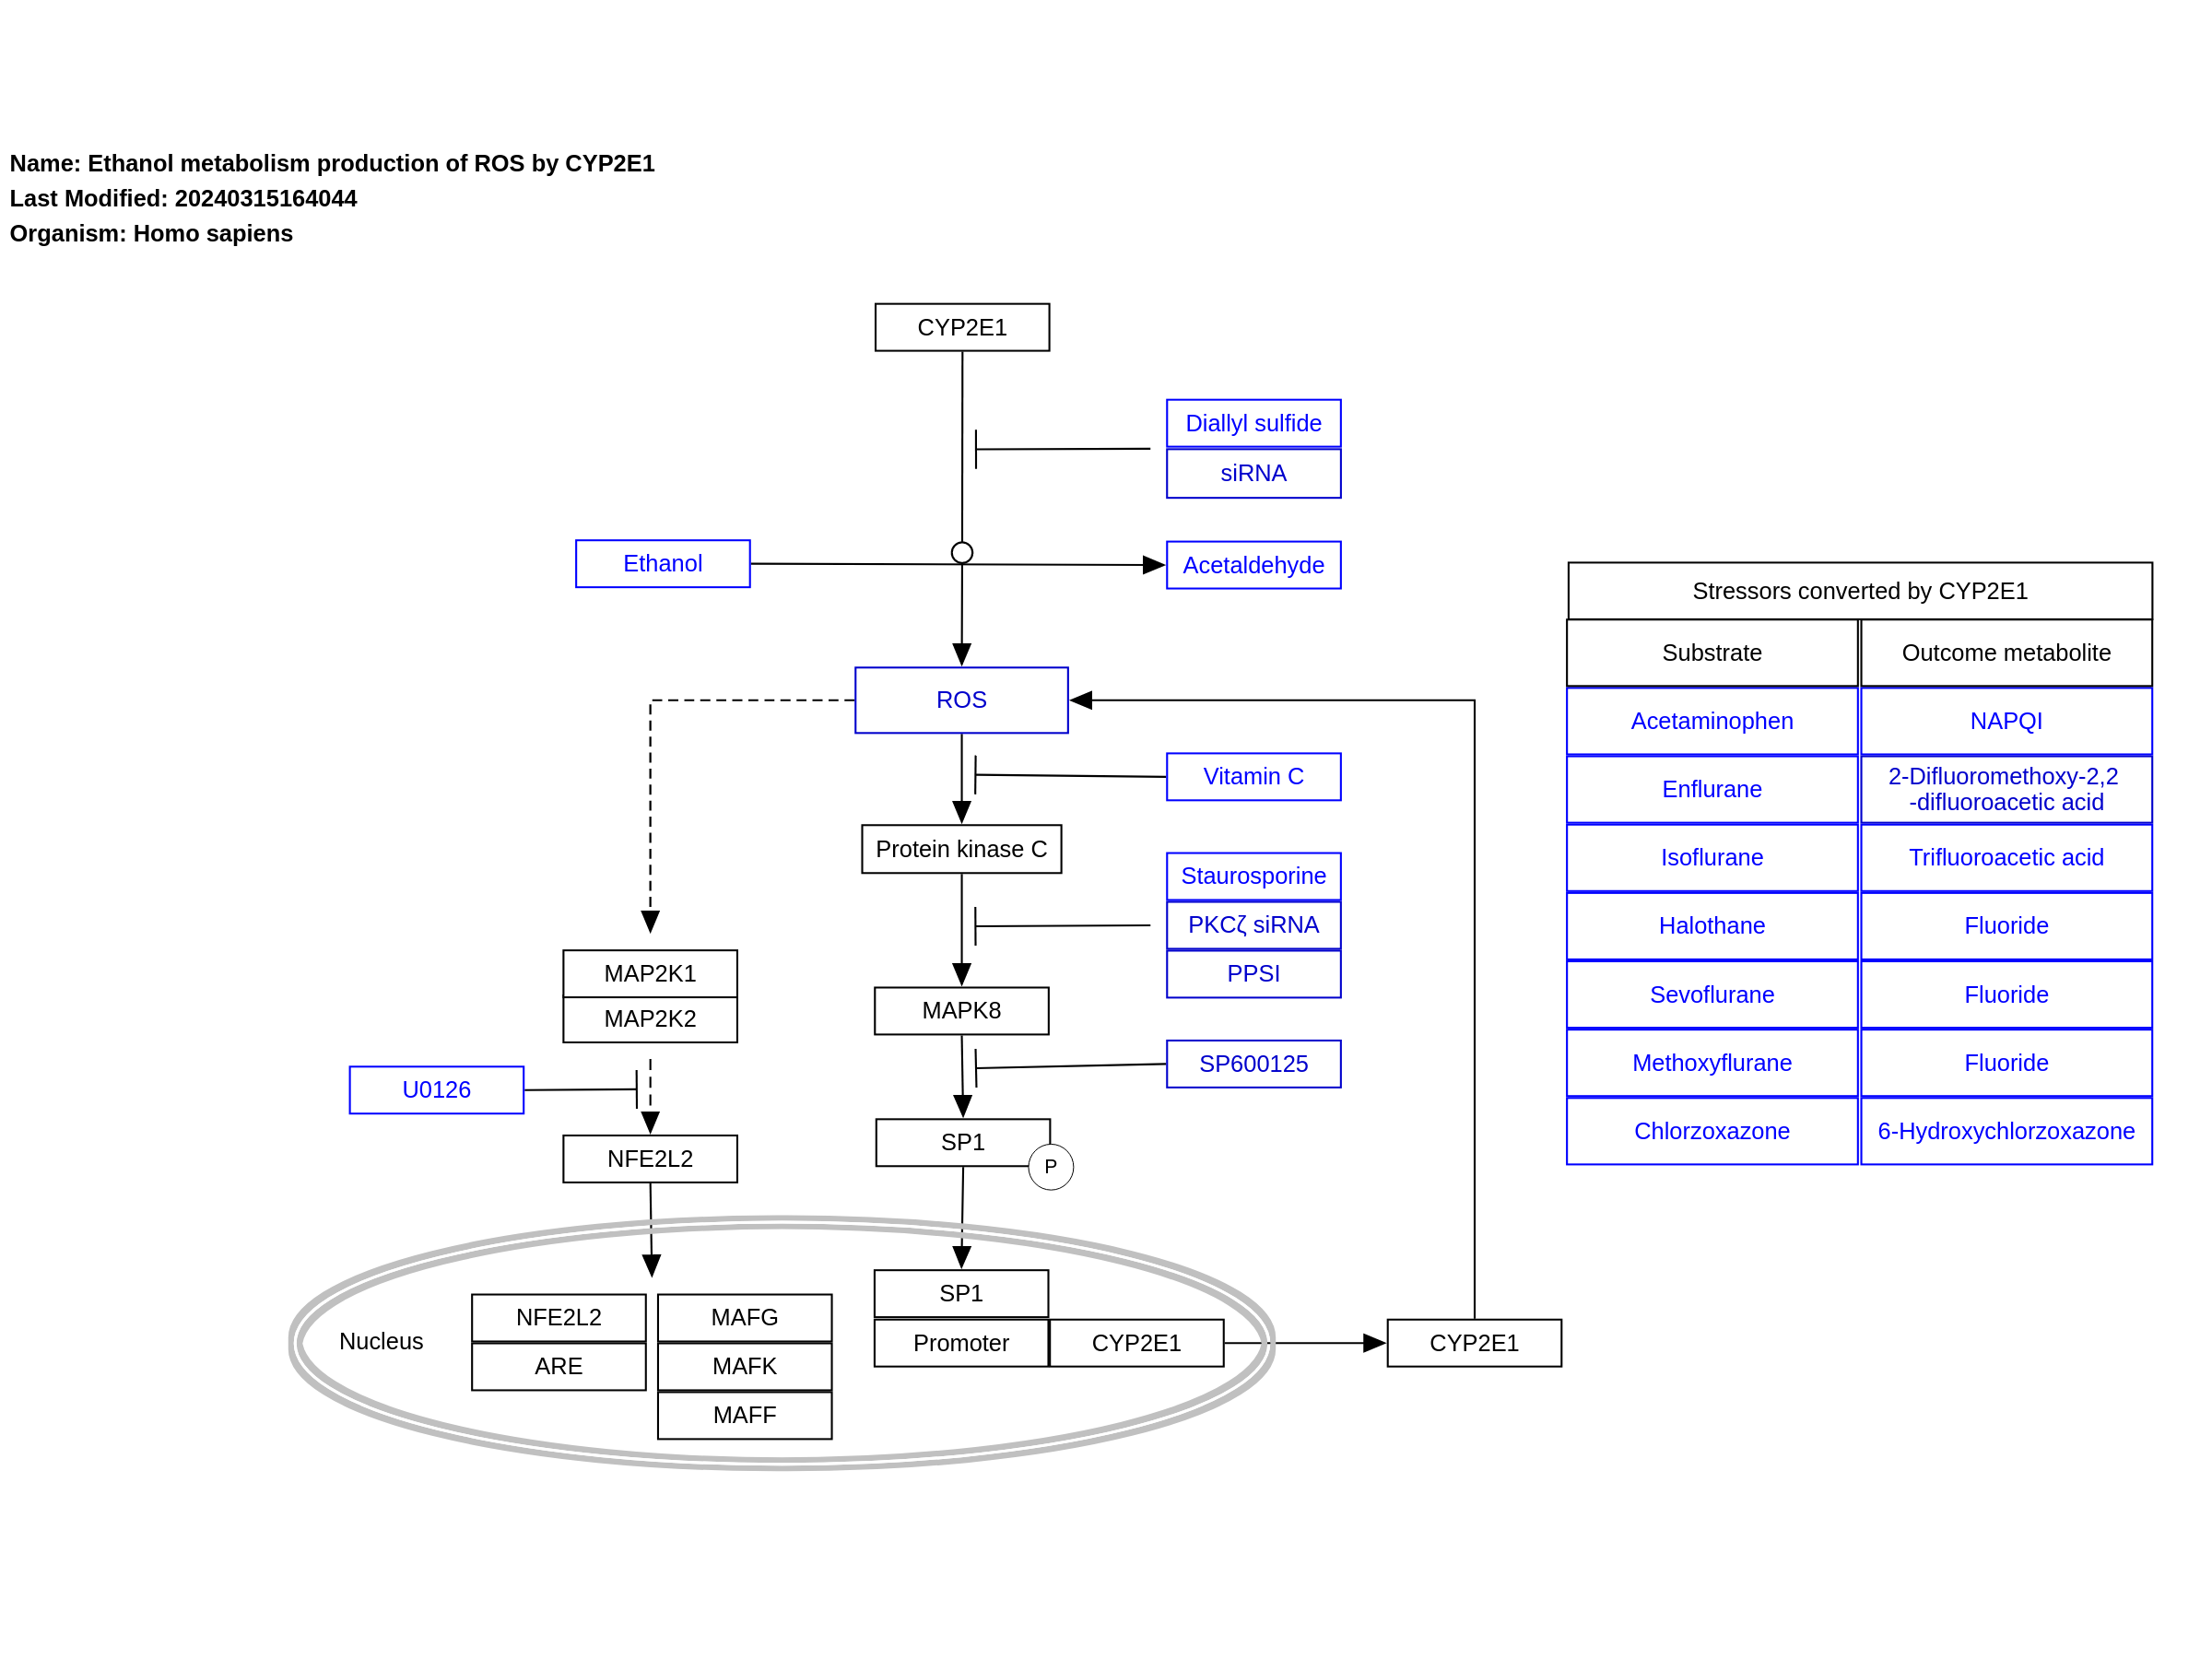 Name: Ethanol metabolism production of ROS by CYP2E1
Last Modified: 20240315164044
Organism: Homo sapiens
CYP2E1
Diallyl sulfide
siRNA
Ethanol
Acetaldehyde
ROS
Vitamin C
Protein kinase C
Staurosporine
PKCζ siRNA
PPSI
MAP2K1
MAP2K2
MAPK8
U0126
SP600125
NFE2L2
SP1
P
Nucleus
NFE2L2
ARE
MAFG
MAFK
MAFF
SP1
Promoter
CYP2E1
CYP2E1
Stressors converted by CYP2E1
Substrate
Outcome metabolite
Acetaminophen
NAPQI
Enflurane
2-Difluoromethoxy-2,2
-difluoroacetic acid
Isoflurane
Trifluoroacetic acid
Halothane
Fluoride
Sevoflurane
Fluoride
Methoxyflurane
Fluoride
Chlorzoxazone
6-Hydroxychlorzoxazone